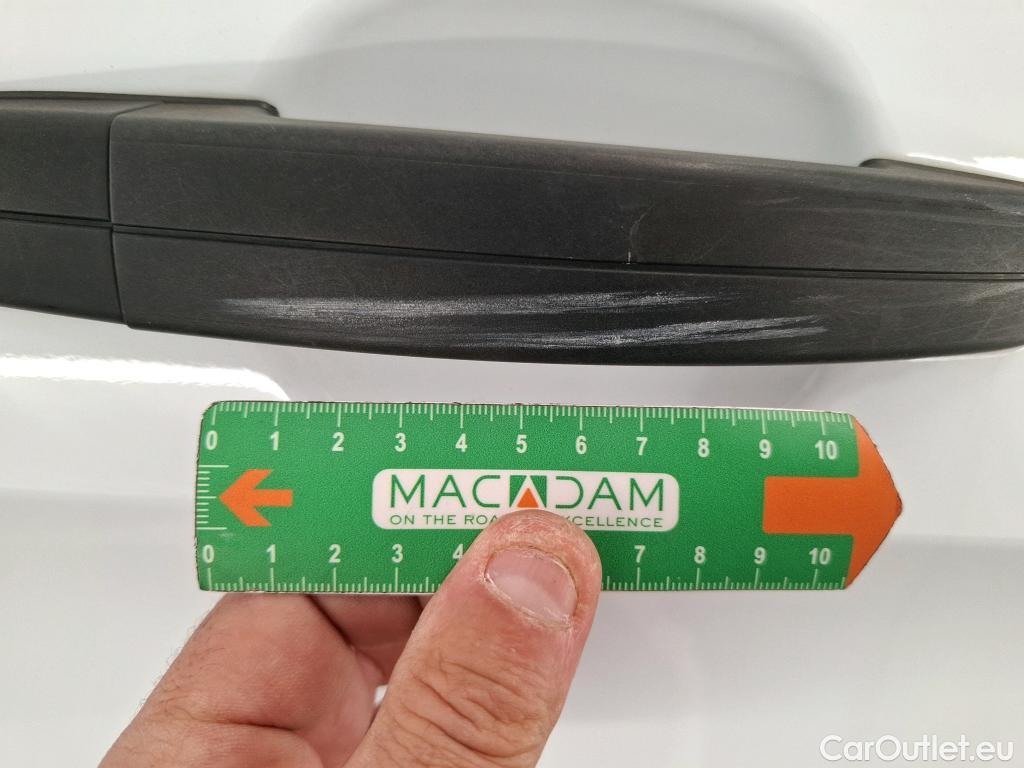 0 1 2 3 4 5 6 7 8 9 10
MACADAM
ON THE ROA EXCELLENCE
0 1 2 3 4 7 8 9 10
CarOutlet.eu